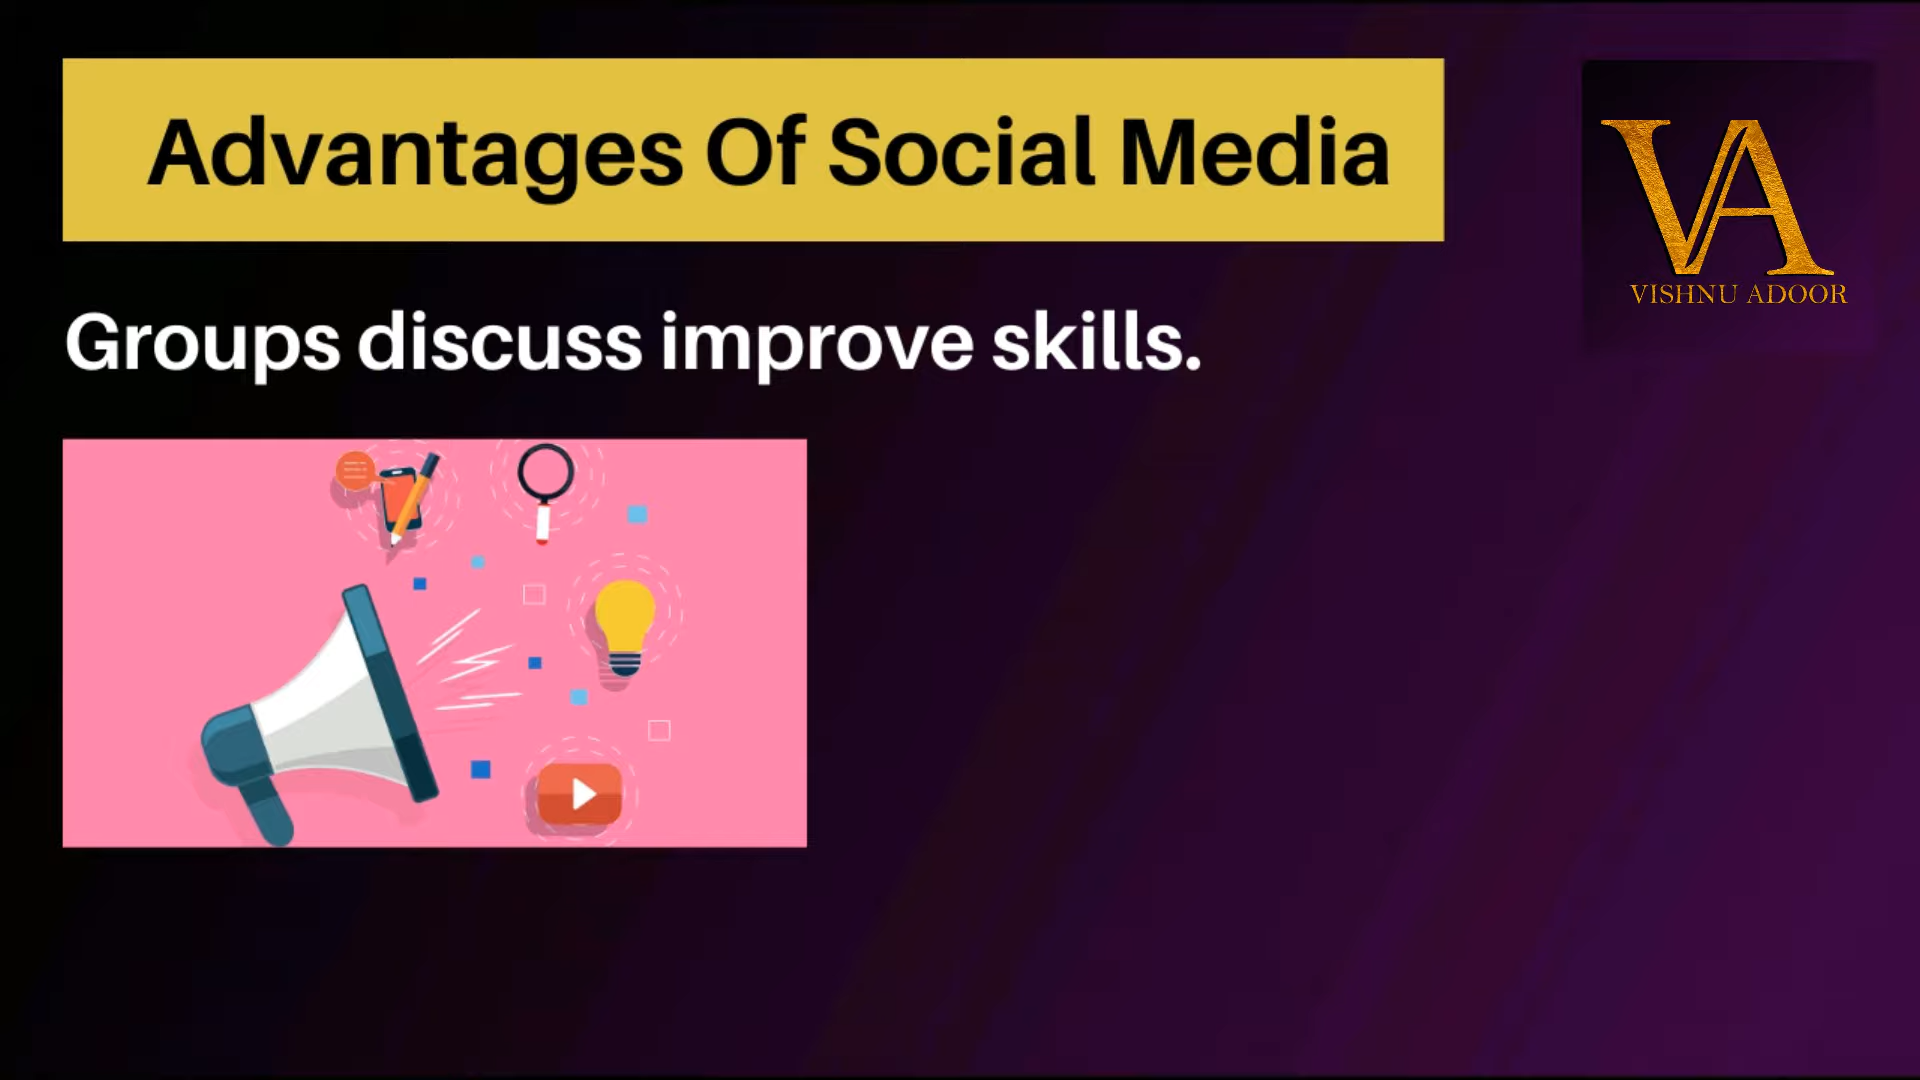 Advantages Of Social Media
VA
VISHNU ADOOR
Groups discuss improve skills.